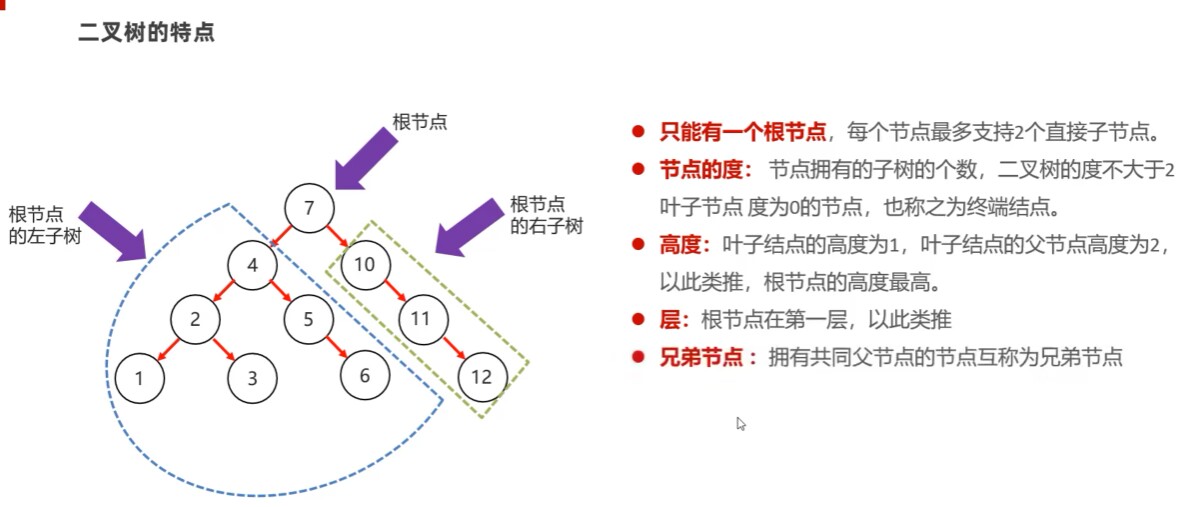 二叉树的特点
根节点
根节点
的左子树
根节点
的右子树
7
4
10
2
5
11
1
3
6
12
只能有一个根节点，每个节点最多支持2个直接子节点。
节点的度： 节点拥有的子树的个数，二叉树的度不大于2
叶子节点 度为0的节点，也称之为终端结点。
高度：叶子结点的高度为1，叶子结点的父节点高度为2，
以此类推，根节点的高度最高。
层：根节点在第一层，以此类推
兄弟节点 ：拥有共同父节点的节点互称为兄弟节点